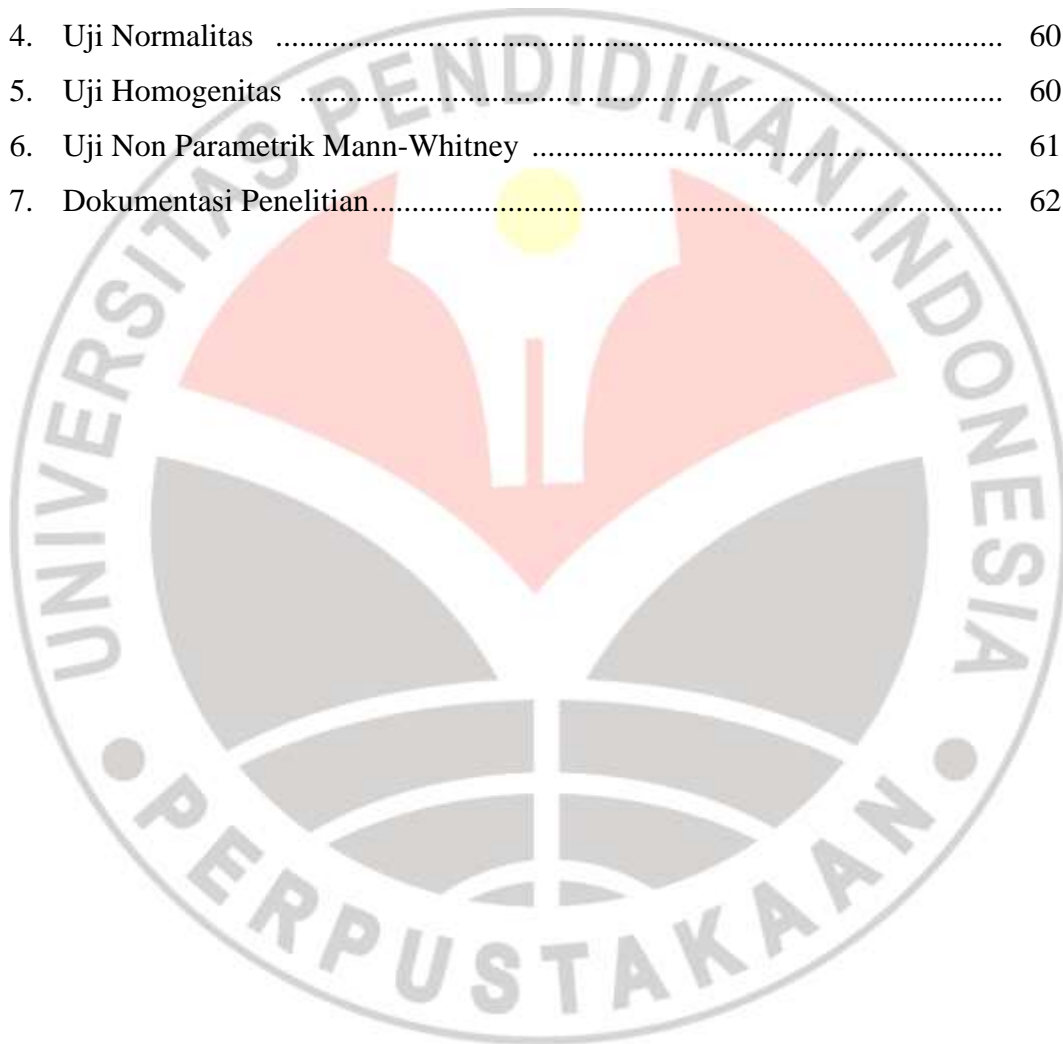 4. Uji Normalitas ........................................................................................... 60
5. Uji Homogenitas ........................................................................................ 60
6. Uji Non Parametrik Mann-Whitney ........................................................... 61
7. Dokumentasi Penelitian............................................................................... 62
UNIVERSITAS PENDIDIKAN INDONESIA
PERPUSTAKAAN